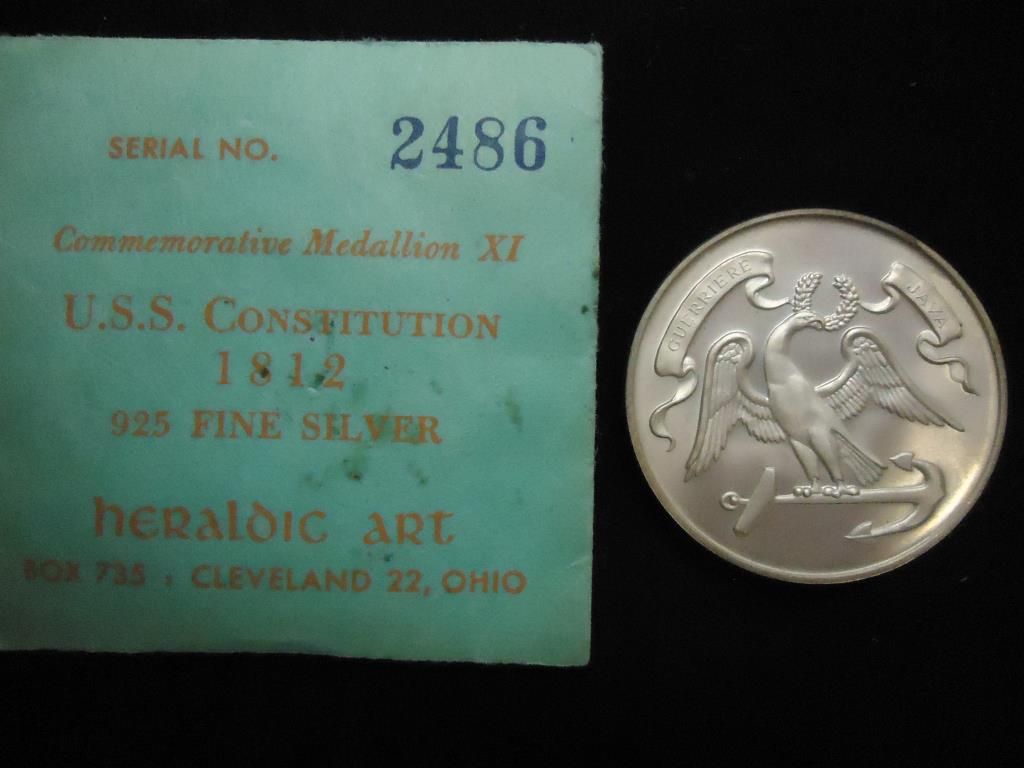 SERIAL NO. 2486
Commemorative Medallion XI
U.S.S. CONSTITUTION
1812
925 FINE SILVER
heraldic art
BOX 735 : CLEVELAND 22, OHIO
GUERRIERE
JAVA